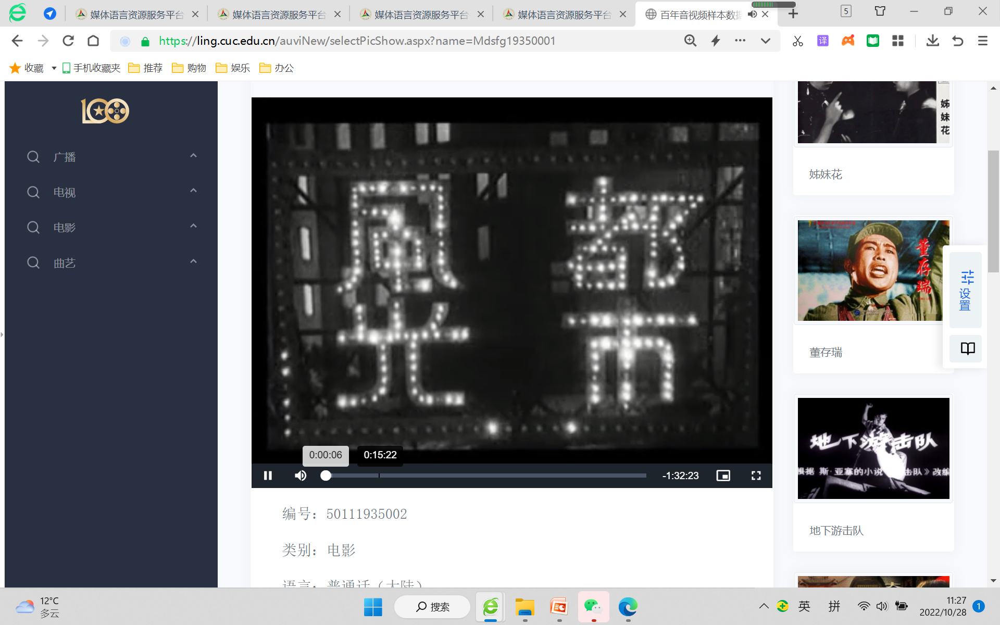 媒体语言资源服务平台
媒体语言资源服务平台
媒体语言资源服务平台
媒体语言资源服务平台
百年音视频样本数据
5
https://ling.cuc.edu.cn/auviNew/selectPicShow.aspx?name=Mdsfg19350001
译
收藏
手机收藏夹
推荐
购物
娱乐
办公
100
广播
电视
电影
曲艺
都市
風光
0:00:06
0:15:22
-1:32:23
编号：50111935002
类别：电影
语言：普通话（大陆）
姊妹花
姊妹花
董存瑞
董存瑞
地下游击队
根据 斯·亚塞的小说
击队》改编
地下游击队
设置
12°C
多云
搜索
英
拼
11:27
2022/10/28
1